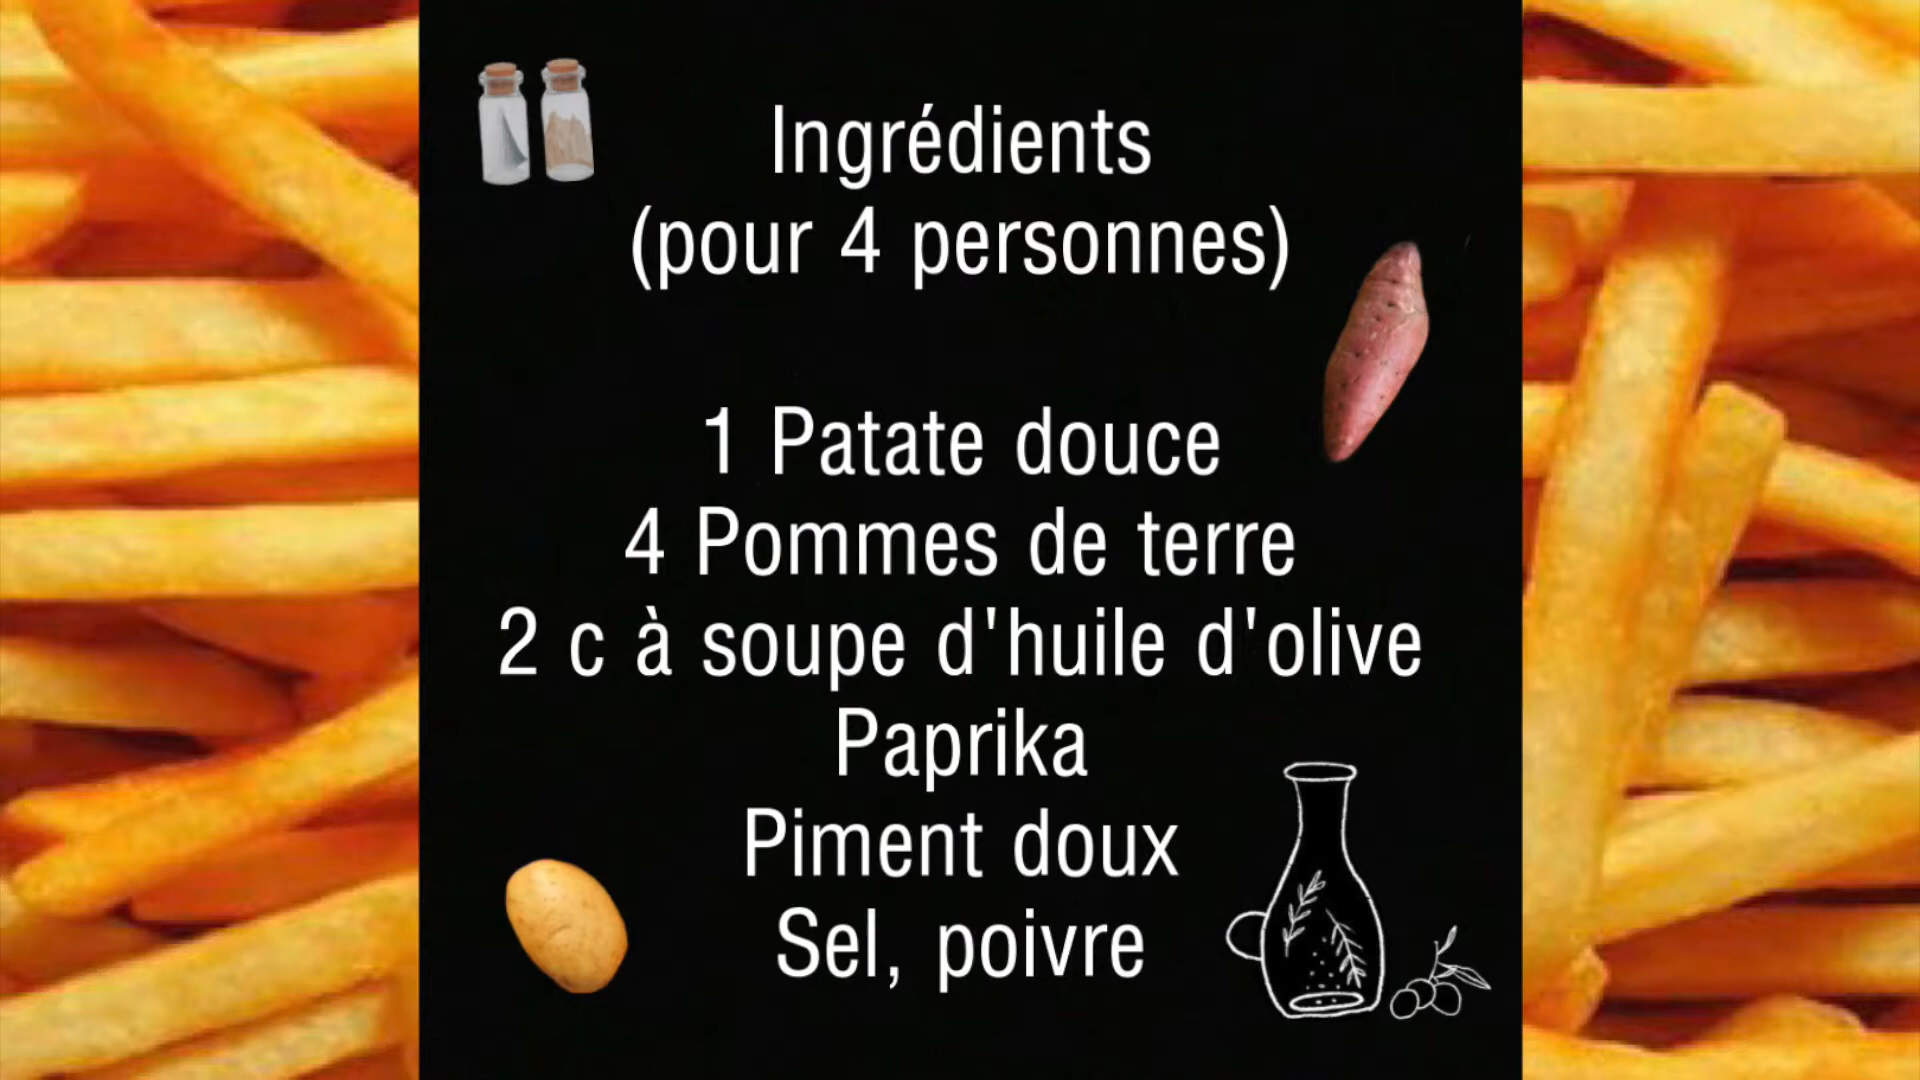 Ingrédients
(pour 4 personnes)
1 Patate douce
4 Pommes de terre
2 c à soupe d'huile d'olive
Paprika
Piment doux
Sel, poivre